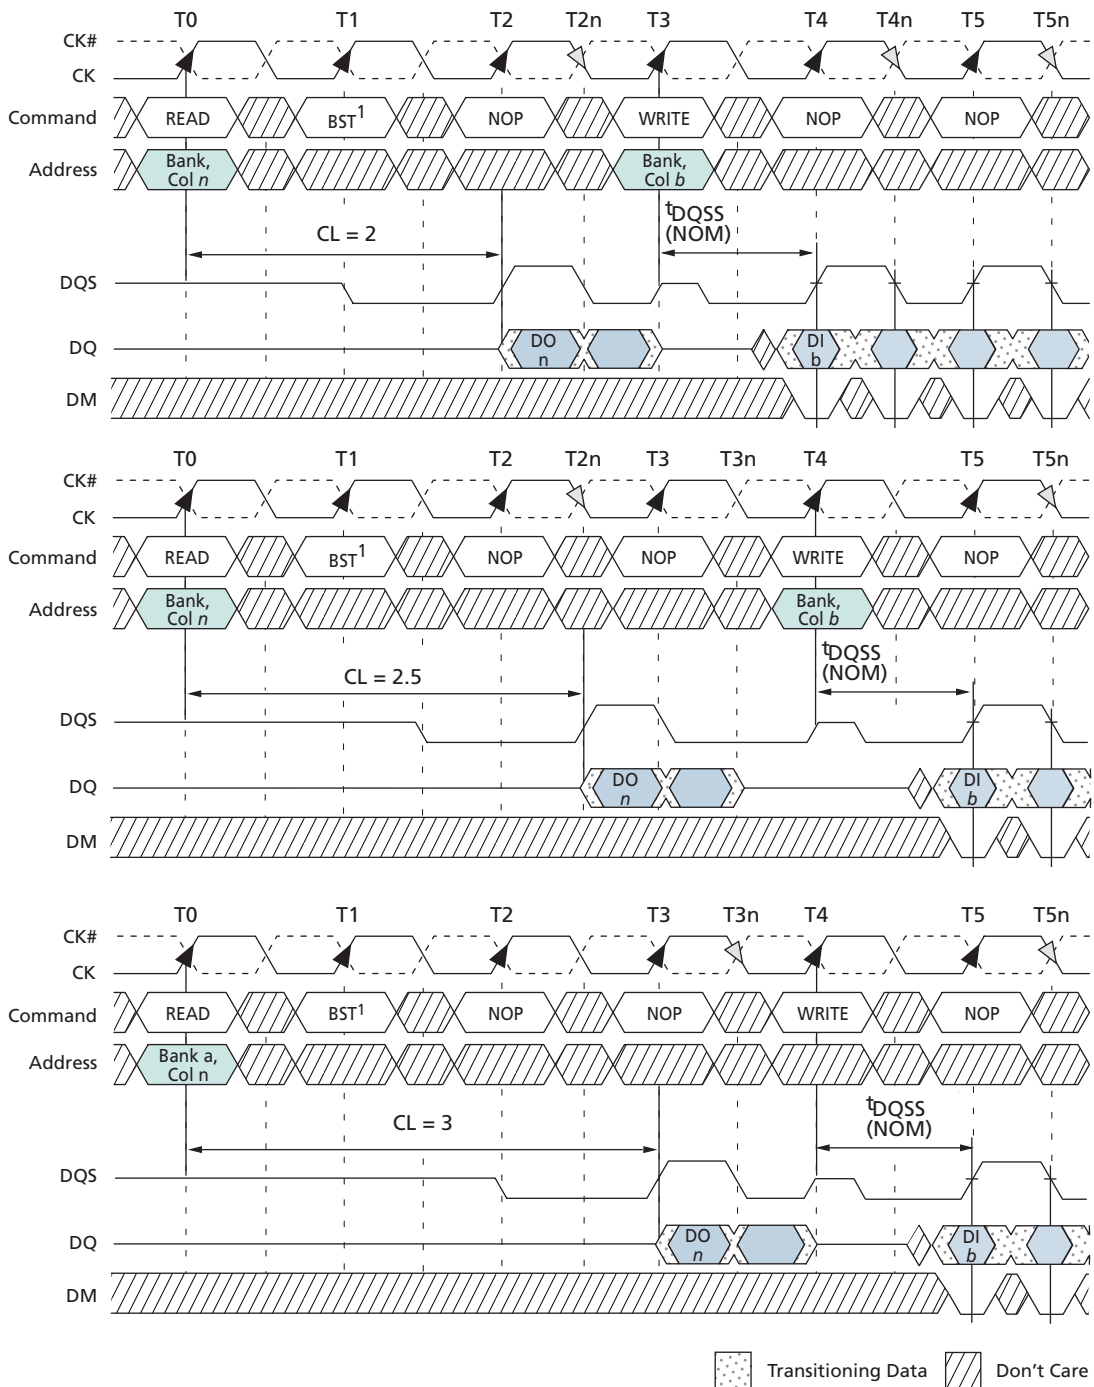 T0 T1 T2 T2n T3 T4 T4n T5 T5n
CK#
CK
Command READ BST1 NOP WRITE NOP NOP
Address Bank, Col n Bank, Col b
CL = 2
tDQSS (NOM)
DQS
DQ DO n DI b
DM
T0 T1 T2 T2n T3 T3n T4 T5 T5n
CK#
CK
Command READ BST1 NOP NOP WRITE NOP
Address Bank, Col n Bank, Col b
CL = 2.5
tDQSS (NOM)
DQS
DQ DO n DI b
DM
T0 T1 T2 T3 T3n T4 T5 T5n
CK#
CK
Command READ BST1 NOP NOP WRITE NOP
Address Bank a, Col n
CL = 3
tDQSS (NOM)
DQS
DQ DO n DI b
DM
Transitioning Data Don't Care